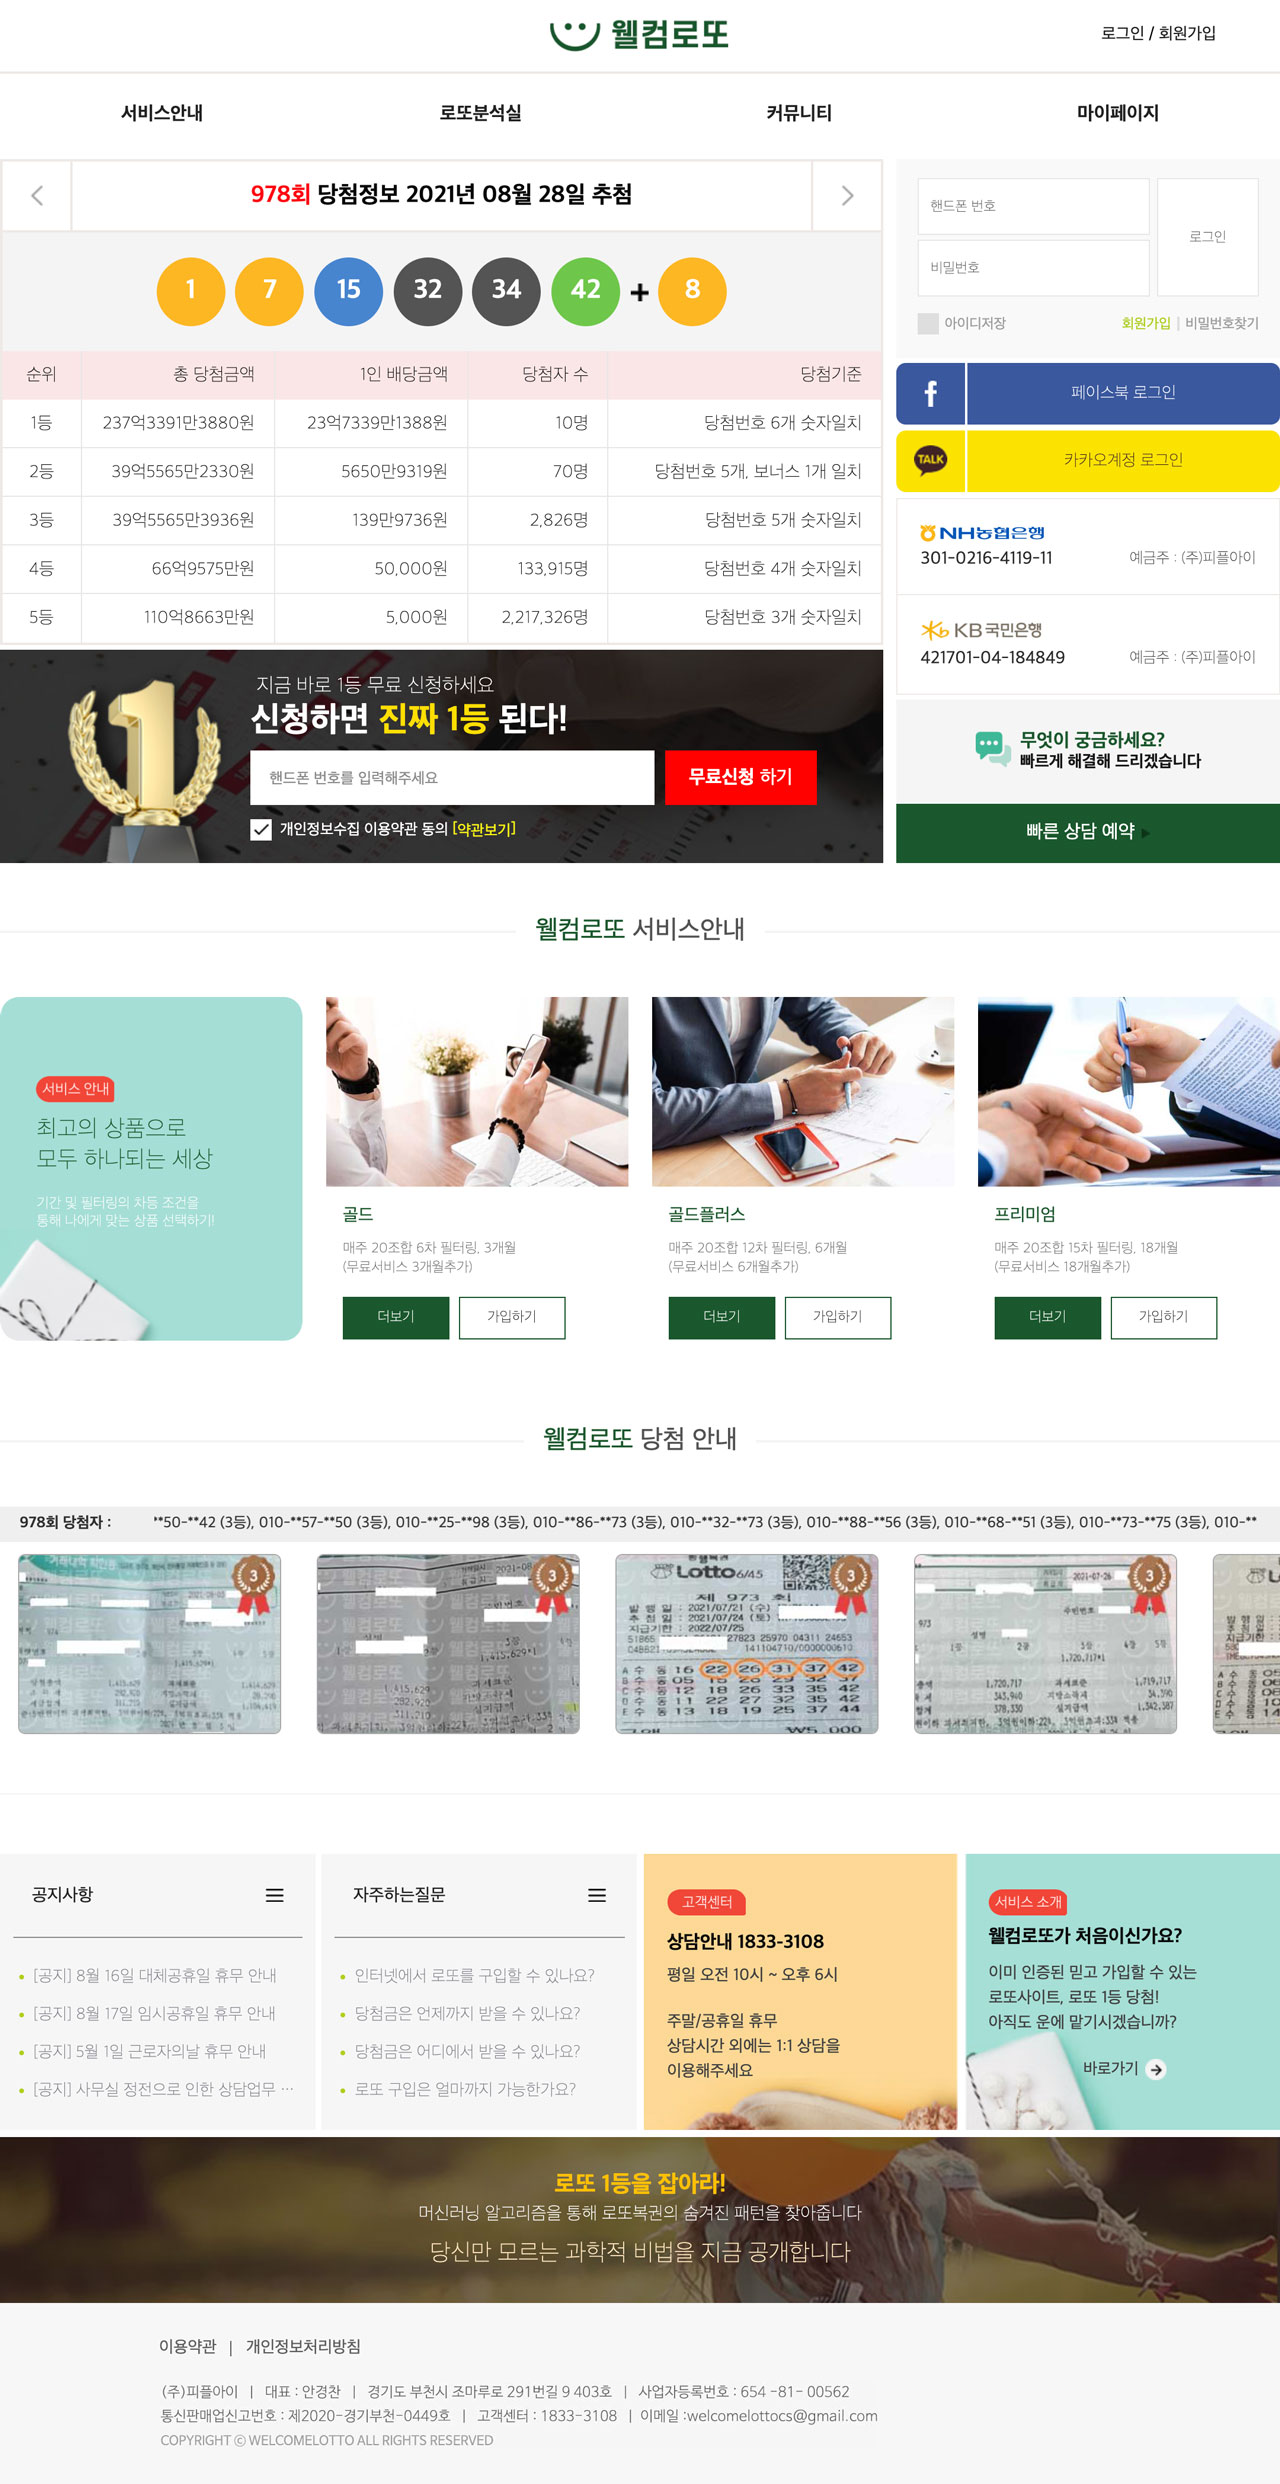 웰컴로또
로그인 / 회원가입
서비스안내
로또분석실
커뮤니티
마이페이지
978회 당첨정보 2021년 08월 28일 추첨
1 7 15 32 34 42 + 8
순위 총 당첨금액 1인 배당금액 당첨자 수 당첨기준
1등 237억3391만3880원 23억7339만1388원 10명 당첨번호 6개 숫자일치
2등 39억5565만2330원 5650만9319원 70명 당첨번호 5개, 보너스 1개 일치
3등 39억5565만3936원 139만9736원 2,826명 당첨번호 5개 숫자일치
4등 66억9575만원 50,000원 133,915명 당첨번호 4개 숫자일치
5등 110억8663만원 5,000원 2,217,326명 당첨번호 3개 숫자일치
핸드폰 번호
비밀번호
로그인
아이디저장
회원가입 | 비밀번호찾기
페이스북 로그인
TALK
카카오계정 로그인
NH농협은행
301-0216-4119-11 예금주 : (주)피플아이
KB국민은행
421701-04-184849 예금주 : (주)피플아이
무엇이 궁금하세요?
빠르게 해결해 드리겠습니다
빠른 상담 예약
1
지금 바로 1등 무료 신청하세요
신청하면 진짜 1등 된다!
핸드폰 번호를 입력해주세요
무료신청 하기
개인정보수집 이용약관 동의 [약관보기]
웰컴로또 서비스안내
서비스 안내
최고의 상품으로
모두 하나되는 세상
기간 및 필터링의 차등 조건을
통해 나에게 맞는 상품 선택하기!
골드
매주 20조합 6차 필터링, 3개월
(무료서비스 3개월추가)
더보기 가입하기
골드플러스
매주 20조합 12차 필터링, 6개월
(무료서비스 6개월추가)
더보기 가입하기
프리미엄
매주 20조합 15차 필터링, 18개월
(무료서비스 18개월추가)
더보기 가입하기
웰컴로또 당첨 안내
978회 당첨자 : **50-**42 (3등), 010-**57-**50 (3등), 010-**25-**98 (3등), 010-**86-**73 (3등), 010-**32-**73 (3등), 010-**88-**56 (3등), 010-**68-**51 (3등), 010-**73-**75 (3등), 010-**
3
3
Lotto 6/45
제 973 회
발 행 일 : 2021/07/21 (수)
추 첨 일 : 2021/07/24 (토)
지급기한 : 2022/07/25
27823 25970 04311 24653
141104710/0000000610
A 수 동 16 22 26 31 37 42
₩5,000
3
2021-07-26
973
1,720,717*1
3
공지사항
[공지] 8월 16일 대체공휴일 휴무 안내
[공지] 8월 17일 임시공휴일 휴무 안내
[공지] 5월 1일 근로자의날 휴무 안내
[공지] 사무실 정전으로 인한 상담업무 …
자주하는질문
인터넷에서 로또를 구입할 수 있나요?
당첨금은 언제까지 받을 수 있나요?
당첨금은 어디에서 받을 수 있나요?
로또 구입은 얼마까지 가능한가요?
고객센터
상담안내 1833-3108
평일 오전 10시 ~ 오후 6시
주말/공휴일 휴무
상담시간 외에는 1:1 상담을
이용해주세요
서비스 소개
웰컴로또가 처음이신가요?
이미 인증된 믿고 가입할 수 있는
로또사이트, 로또 1등 당첨!
아직도 운에 맡기시겠습니까?
바로가기
로또 1등을 잡아라!
머신러닝 알고리즘을 통해 로또복권의 숨겨진 패턴을 찾아줍니다
당신만 모르는 과학적 비법을 지금 공개합니다
이용약관 | 개인정보처리방침
(주)피플아이 | 대표 : 안경찬 | 경기도 부천시 조마루로 291번길 9 403호 | 사업자등록번호 : 654 -81- 00562
통신판매업신고번호 : 제2020-경기부천-0449호 | 고객센터 : 1833-3108 | 이메일 :welcomelottocs@gmail.com
COPYRIGHT ⓒ WELCOMELOTTO ALL RIGHTS RESERVED